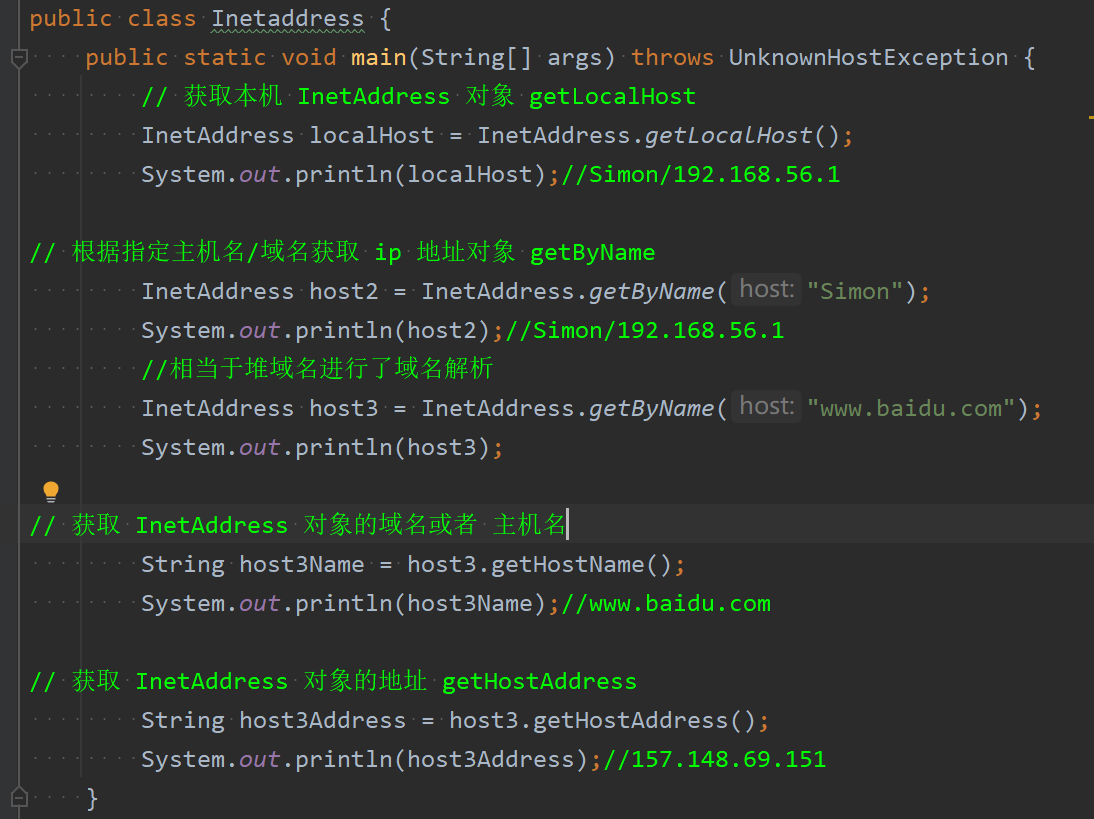 public class Inetaddress {
public static void main(String[] args) throws UnknownHostException {
// 获取本机 InetAddress 对象 getLocalHost
InetAddress localHost = InetAddress.getLocalHost();
System.out.println(localHost);//Simon/192.168.56.1
// 根据指定主机名/域名获取 ip 地址对象 getByName
InetAddress host2 = InetAddress.getByName( host: "Simon");
System.out.println(host2);//Simon/192.168.56.1
//相当于堆域名进行了域名解析
InetAddress host3 = InetAddress.getByName( host: "www.baidu.com");
System.out.println(host3);
// 获取 InetAddress 对象的域名或者 主机名
String host3Name = host3.getHostName();
System.out.println(host3Name);//www.baidu.com
// 获取 InetAddress 对象的地址 getHostAddress
String host3Address = host3.getHostAddress();
System.out.println(host3Address);//157.148.69.151
}